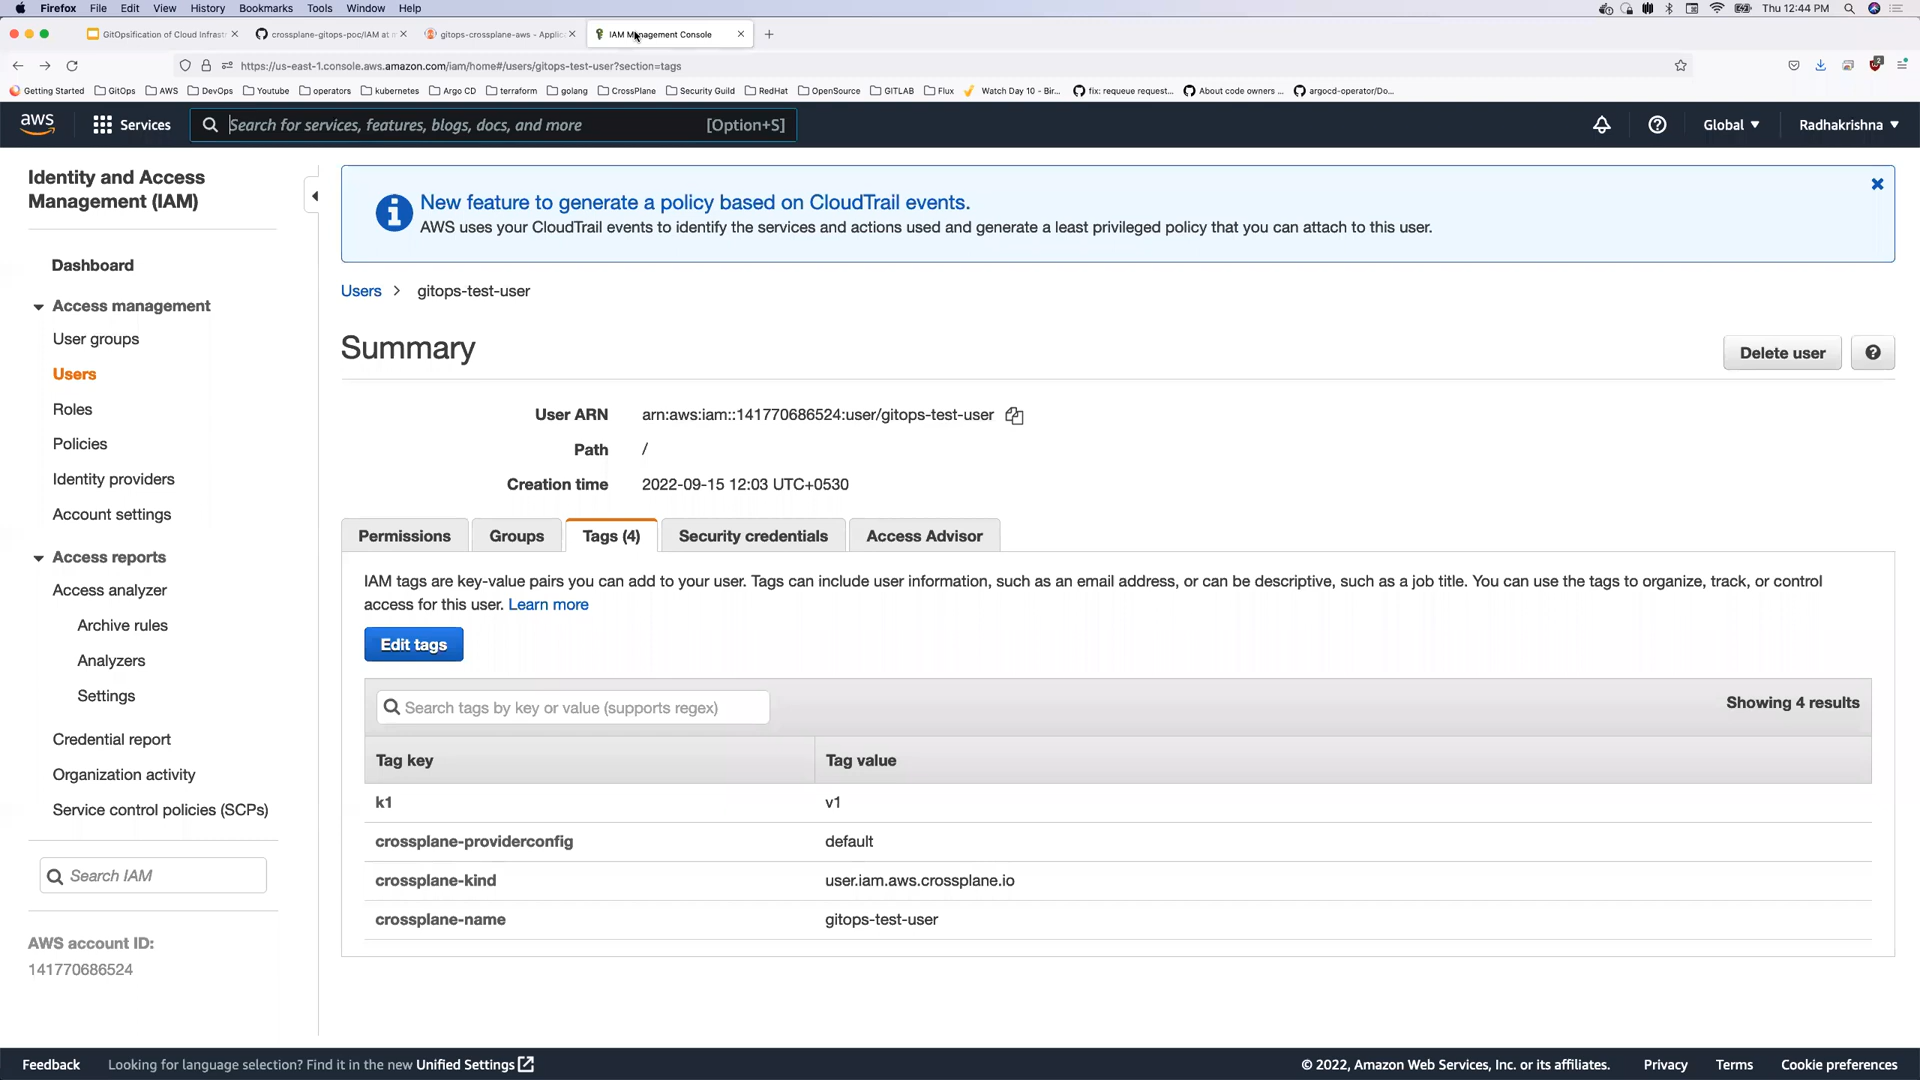 Firefox File Edit View History Bookmarks Tools Window Help Thu 12:44 PM
GitOpsification of Cloud Infrast
crossplane-gitops-poc/IAM at m
gitops-crossplane-aws - Applic
IAM Management Console
https://us-east-1.console.aws.amazon.com/iam/home#/users/gitops-test-user?section=tags
2
Getting Started GitOps AWS DevOps Youtube operators kubernetes Argo CD terraform golang CrossPlane Security Guild RedHat OpenSource GITLAB Flux Watch Day 10 - Bir... fix: requeue request... About code owners ... argocd-operator/Do...
aws Services Search for services, features, blogs, docs, and more [Option+S] Global Radhakrishna
Identity and Access
Management (IAM)
Dashboard
Access management
User groups
Users
Roles
Policies
Identity providers
Account settings
Access reports
Access analyzer
Archive rules
Analyzers
Settings
Credential report
Organization activity
Service control policies (SCPs)
Search IAM
AWS account ID:
141770686524
New feature to generate a policy based on CloudTrail events.
AWS uses your CloudTrail events to identify the services and actions used and generate a least privileged policy that you can attach to this user.
Users > gitops-test-user
Summary
Delete user
User ARN arn:aws:iam::141770686524:user/gitops-test-user
Path /
Creation time 2022-09-15 12:03 UTC+0530
Permissions Groups Tags (4) Security credentials Access Advisor
IAM tags are key-value pairs you can add to your user. Tags can include user information, such as an email address, or can be descriptive, such as a job title. You can use the tags to organize, track, or control
access for this user. Learn more
Edit tags
Search tags by key or value (supports regex)
Showing 4 results
Tag key Tag value
k1 v1
crossplane-providerconfig default
crossplane-kind user.iam.aws.crossplane.io
crossplane-name gitops-test-user
Feedback Looking for language selection? Find it in the new Unified Settings © 2022, Amazon Web Services, Inc. or its affiliates. Privacy Terms Cookie preferences